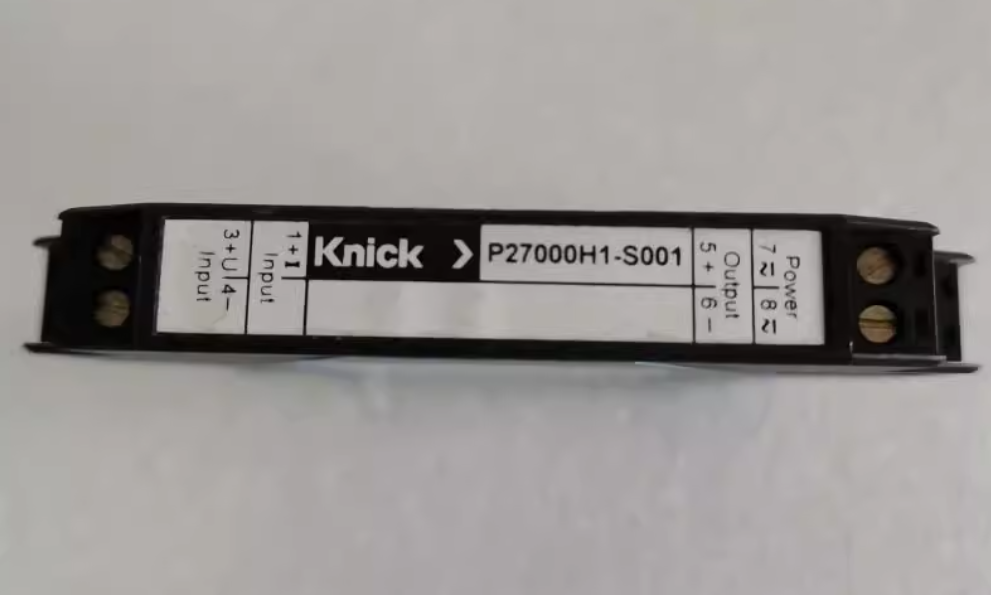 3+U 4-
Input
1+I
Input
Knick
P27000H1-S001
Output
5 + 6 -
Power
7 ≂ 8 ≂